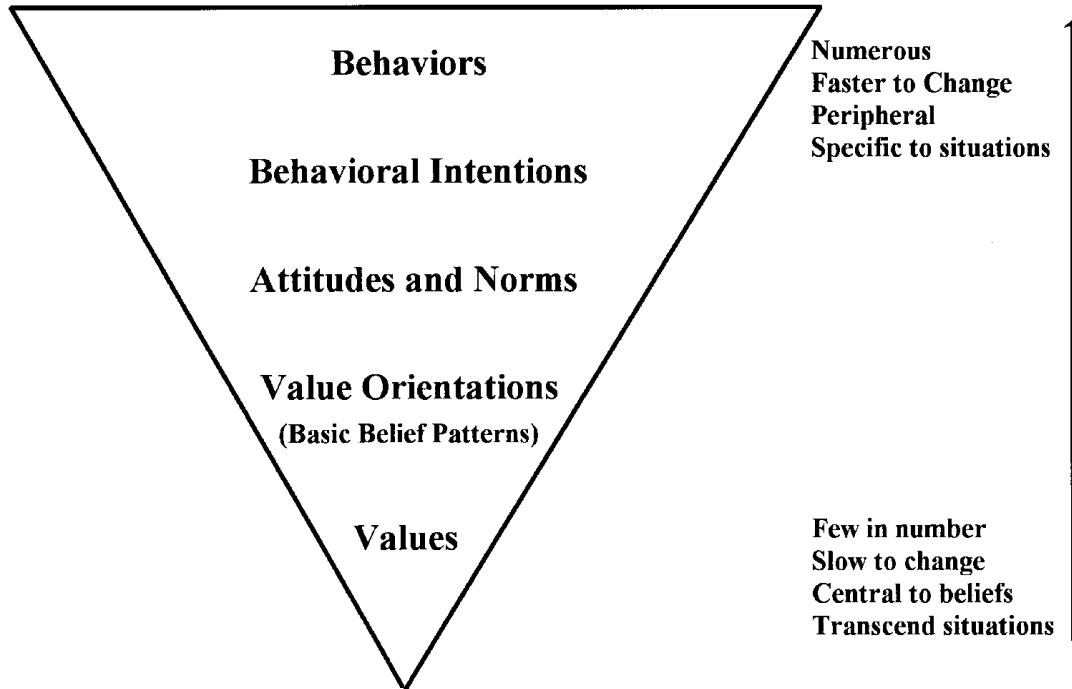 Behaviors
Behavioral Intentions
Attitudes and Norms
Value Orientations
(Basic Belief Patterns)
Values
Numerous
Faster to Change
Peripheral
Specific to situations
Few in number
Slow to change
Central to beliefs
Transcend situations